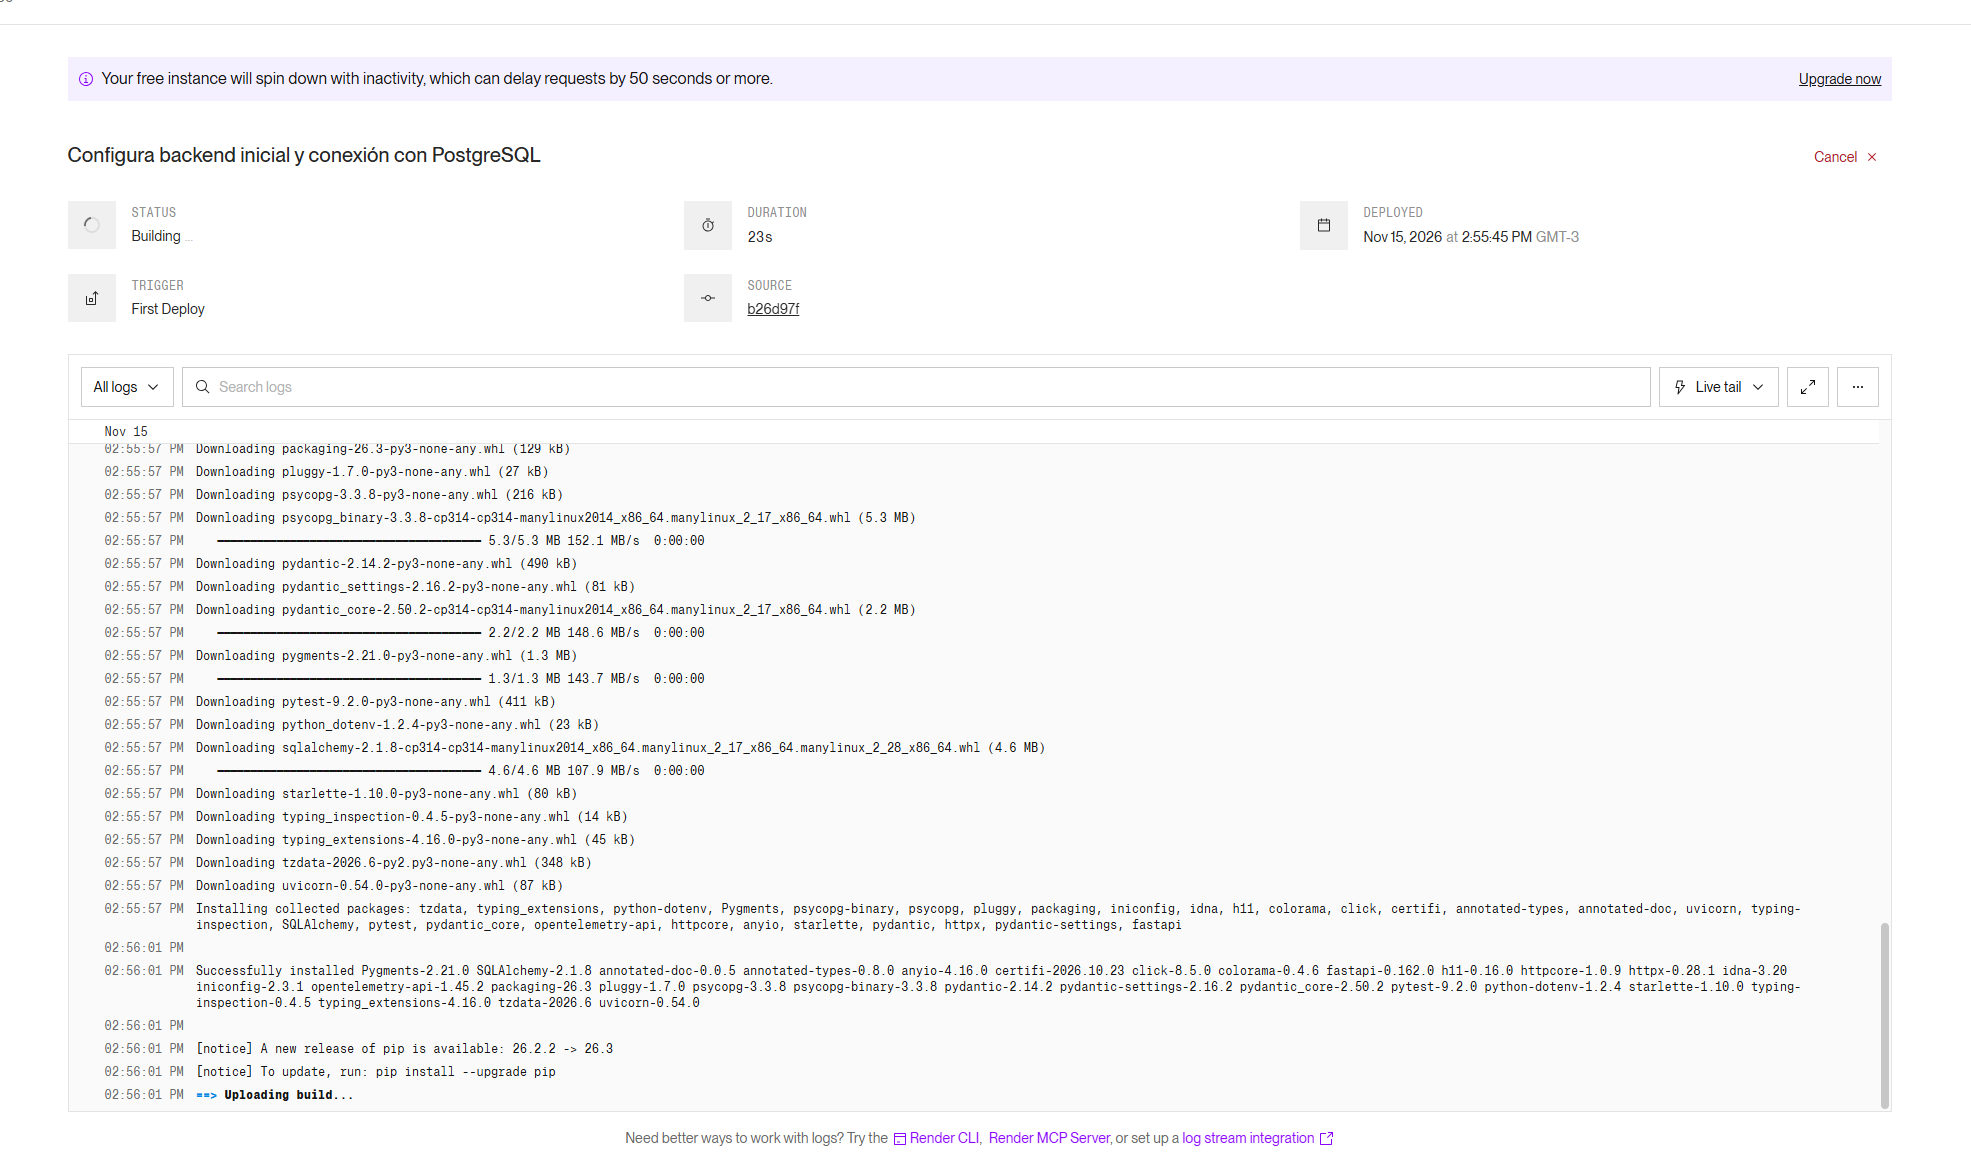 Your free instance will spin down with inactivity, which can delay requests by 50 seconds or more.
Upgrade now
Configura backend inicial y conexión con PostgreSQL
Cancel
STATUS
Building ...
DURATION
23s
DEPLOYED
Nov 15, 2026 at 2:55:45 PM GMT-3
TRIGGER
First Deploy
SOURCE
b26d97f
All logs
Search logs
Live tail
Nov 15
02:55:57 PM Downloading packaging-26.3-py3-none-any.whl (129 kB)
02:55:57 PM Downloading pluggy-1.7.0-py3-none-any.whl (27 kB)
02:55:57 PM Downloading psycopg-3.3.8-py3-none-any.whl (216 kB)
02:55:57 PM Downloading psycopg_binary-3.3.8-cp314-cp314-manylinux2014_x86_64.manylinux_2_17_x86_64.whl (5.3 MB)
02:55:57 PM 5.3/5.3 MB 152.1 MB/s 0:00:00
02:55:57 PM Downloading pydantic-2.14.2-py3-none-any.whl (490 kB)
02:55:57 PM Downloading pydantic_settings-2.16.2-py3-none-any.whl (81 kB)
02:55:57 PM Downloading pydantic_core-2.50.2-cp314-cp314-manylinux2014_x86_64.manylinux_2_17_x86_64.whl (2.2 MB)
02:55:57 PM 2.2/2.2 MB 148.6 MB/s 0:00:00
02:55:57 PM Downloading pygments-2.21.0-py3-none-any.whl (1.3 MB)
02:55:57 PM 1.3/1.3 MB 143.7 MB/s 0:00:00
02:55:57 PM Downloading pytest-9.2.0-py3-none-any.whl (411 kB)
02:55:57 PM Downloading python_dotenv-1.2.4-py3-none-any.whl (23 kB)
02:55:57 PM Downloading sqlalchemy-2.1.8-cp314-cp314-manylinux2014_x86_64.manylinux_2_17_x86_64.manylinux_2_28_x86_64.whl (4.6 MB)
02:55:57 PM 4.6/4.6 MB 107.9 MB/s 0:00:00
02:55:57 PM Downloading starlette-1.10.0-py3-none-any.whl (80 kB)
02:55:57 PM Downloading typing_inspection-0.4.5-py3-none-any.whl (14 kB)
02:55:57 PM Downloading typing_extensions-4.16.0-py3-none-any.whl (45 kB)
02:55:57 PM Downloading tzdata-2026.6-py2.py3-none-any.whl (348 kB)
02:55:57 PM Downloading uvicorn-0.54.0-py3-none-any.whl (87 kB)
02:55:57 PM Installing collected packages: tzdata, typing_extensions, python-dotenv, Pygments, psycopg-binary, psycopg, pluggy, packaging, iniconfig, idna, h11, colorama, click, certifi, annotated-types, annotated-doc, uvicorn, typing-
inspection, SQLAlchemy, pytest, pydantic_core, opentelemetry-api, httpcore, anyio, starlette, pydantic, httpx, pydantic-settings, fastapi
02:56:01 PM
02:56:01 PM Successfully installed Pygments-2.21.0 SQLAlchemy-2.1.8 annotated-doc-0.0.5 annotated-types-0.8.0 anyio-4.16.0 certifi-2026.10.23 click-8.5.0 colorama-0.4.6 fastapi-0.162.0 h11-0.16.0 httpcore-1.0.9 httpx-0.28.1 idna-3.20
iniconfig-2.3.1 opentelemetry-api-1.45.2 packaging-26.3 pluggy-1.7.0 psycopg-3.3.8 psycopg-binary-3.3.8 pydantic-2.14.2 pydantic-settings-2.16.2 pydantic_core-2.50.2 pytest-9.2.0 python-dotenv-1.2.4 starlette-1.10.0 typing-
inspection-0.4.5 typing_extensions-4.16.0 tzdata-2026.6 uvicorn-0.54.0
02:56:01 PM
02:56:01 PM [notice] A new release of pip is available: 26.2.2 -> 26.3
02:56:01 PM [notice] To update, run: pip install --upgrade pip
02:56:01 PM ==> Uploading build...
Need better ways to work with logs? Try the Render CLI, Render MCP Server, or set up a log stream integration